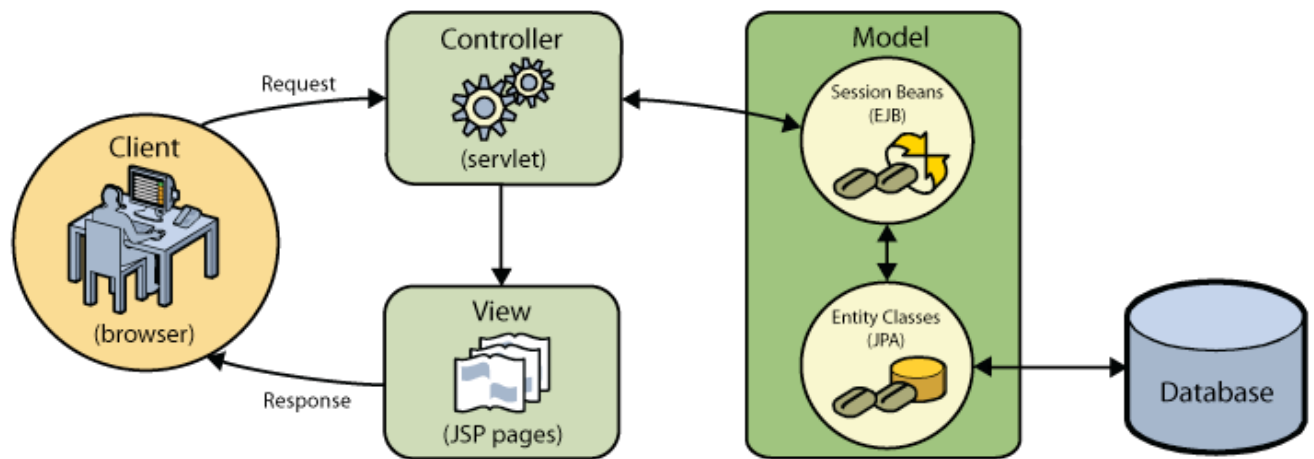 Client
(browser)
Request
Controller
(servlet)
View
(JSP pages)
Response
Model
Session Beans
(EJB)
Entity Classes
(JPA)
Database